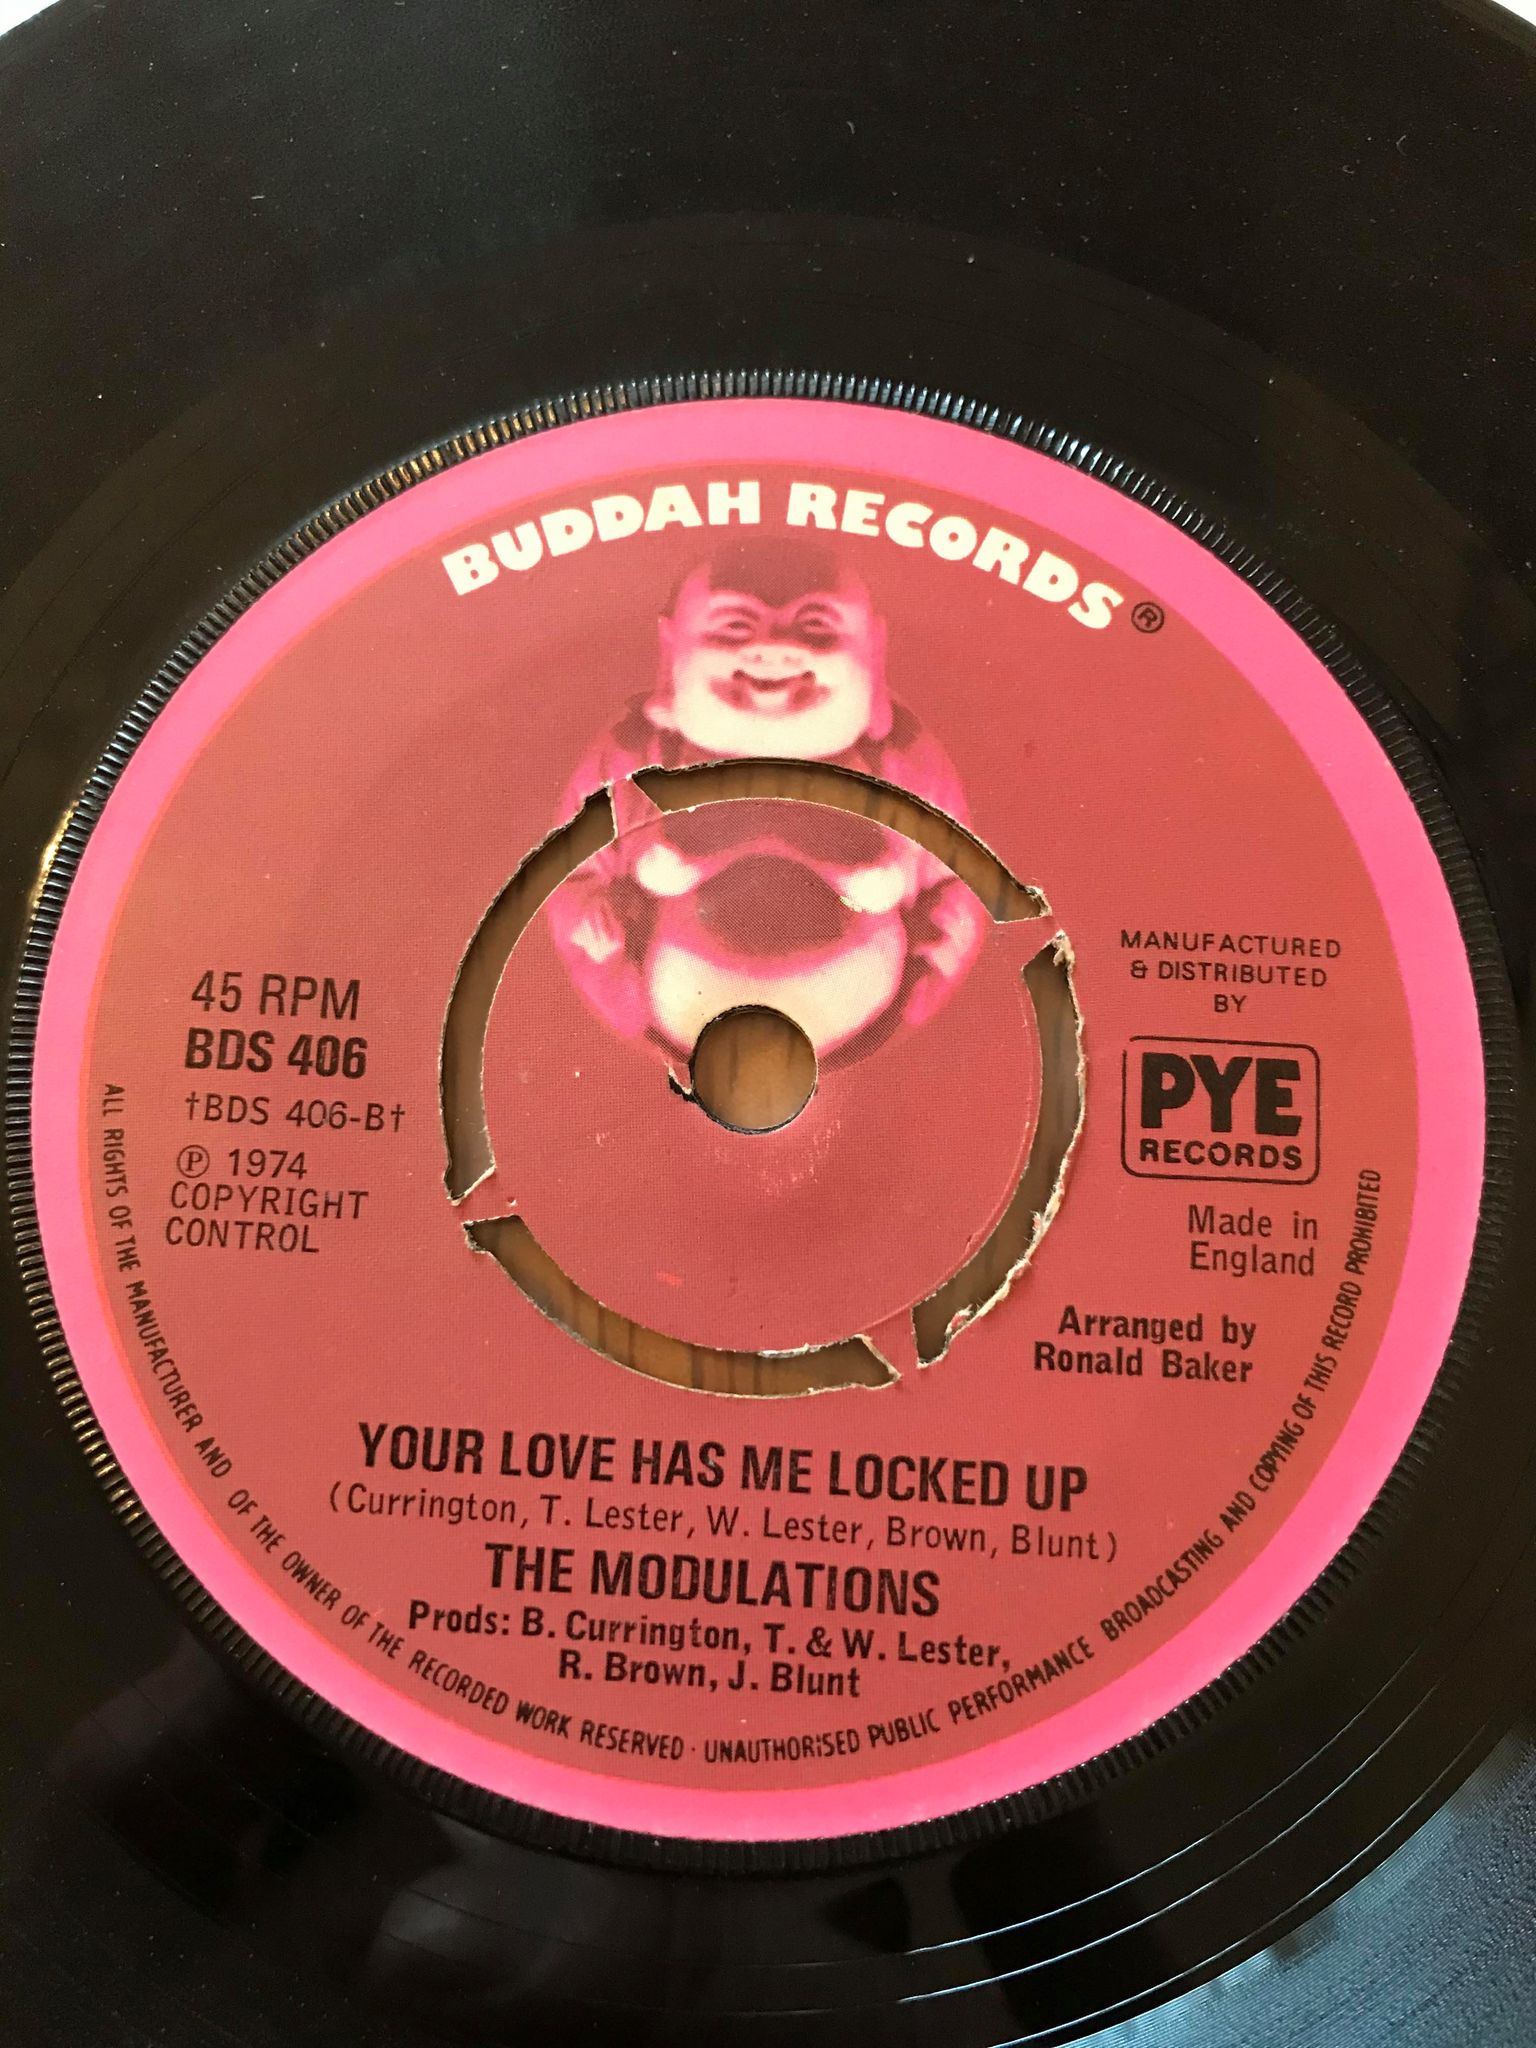 BUDDAH RECORDS®
45 RPM
BDS 406
†BDS 406-B†
℗ 1974
COPYRIGHT
CONTROL
MANUFACTURED
& DISTRIBUTED
BY
PYE
RECORDS
Made in
England
Arranged by
Ronald Baker
YOUR LOVE HAS ME LOCKED UP
(Currington, T. Lester, W. Lester, Brown, Blunt)
THE MODULATIONS
Prods: B. Currington, T. & W. Lester,
R. Brown, J. Blunt
ALL RIGHTS OF THE MANUFACTURER AND OF THE OWNER OF THE RECORDED WORK RESERVED · UNAUTHORISED PUBLIC PERFORMANCE BROADCASTING AND COPYING OF THIS RECORD PROHIBITED